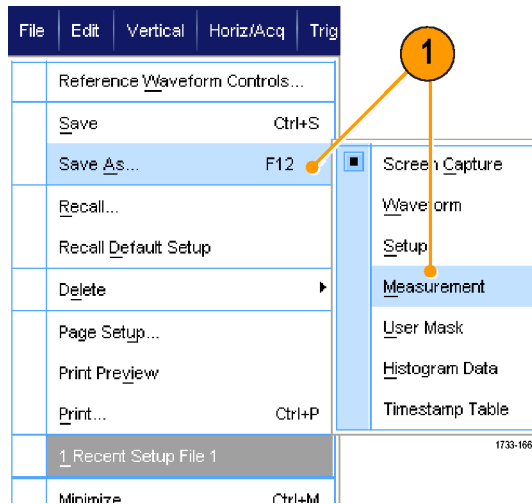 File Edit Vertical Horiz/Acq Trig
1
Reference Waveform Controls...
Save Ctrl+S
Save As... F12
Recall...
Recall Default Setup
Delete
Page Setup...
Print Preview
Print... Ctrl+P
1 Recent Setup File 1
Minimize Ctrl+M
Screen Capture
Waveform
Setup
Measurement
User Mask
Histogram Data
Timestamp Table
1733-166